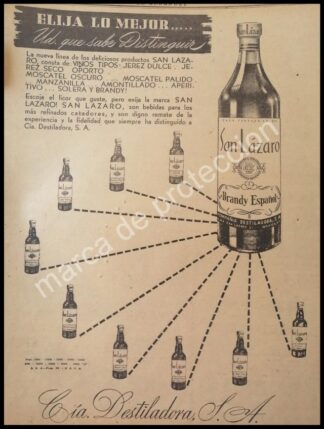 ELIJA LO MEJOR.....
Ud. que sabe Distinguir
La nueva línea de los deliciosos productos SAN LAZA-
RO, consta de VINOS TIPOS- JEREZ DULCE . JE-
REZ SECO OPORTO ...
MOSCATEL OSCURO ... MOSCATEL PALIDO
MANZANILLA ... AMONTILLADO ... APERI-
TIVO ... SOLERA Y BRANDY!
Escoje el licor que guste, pero exija la marca SAN
LAZARO! SAN LAZARO, son bebidas para los
más refinados catadores, y son digno remate de la
experiencia y la fidelidad que siempre ha distinguido a
Cía. Destiladora, S. A.
San Lázaro
Brandy Español
marca de protección
Cía. Destiladora, S. A.